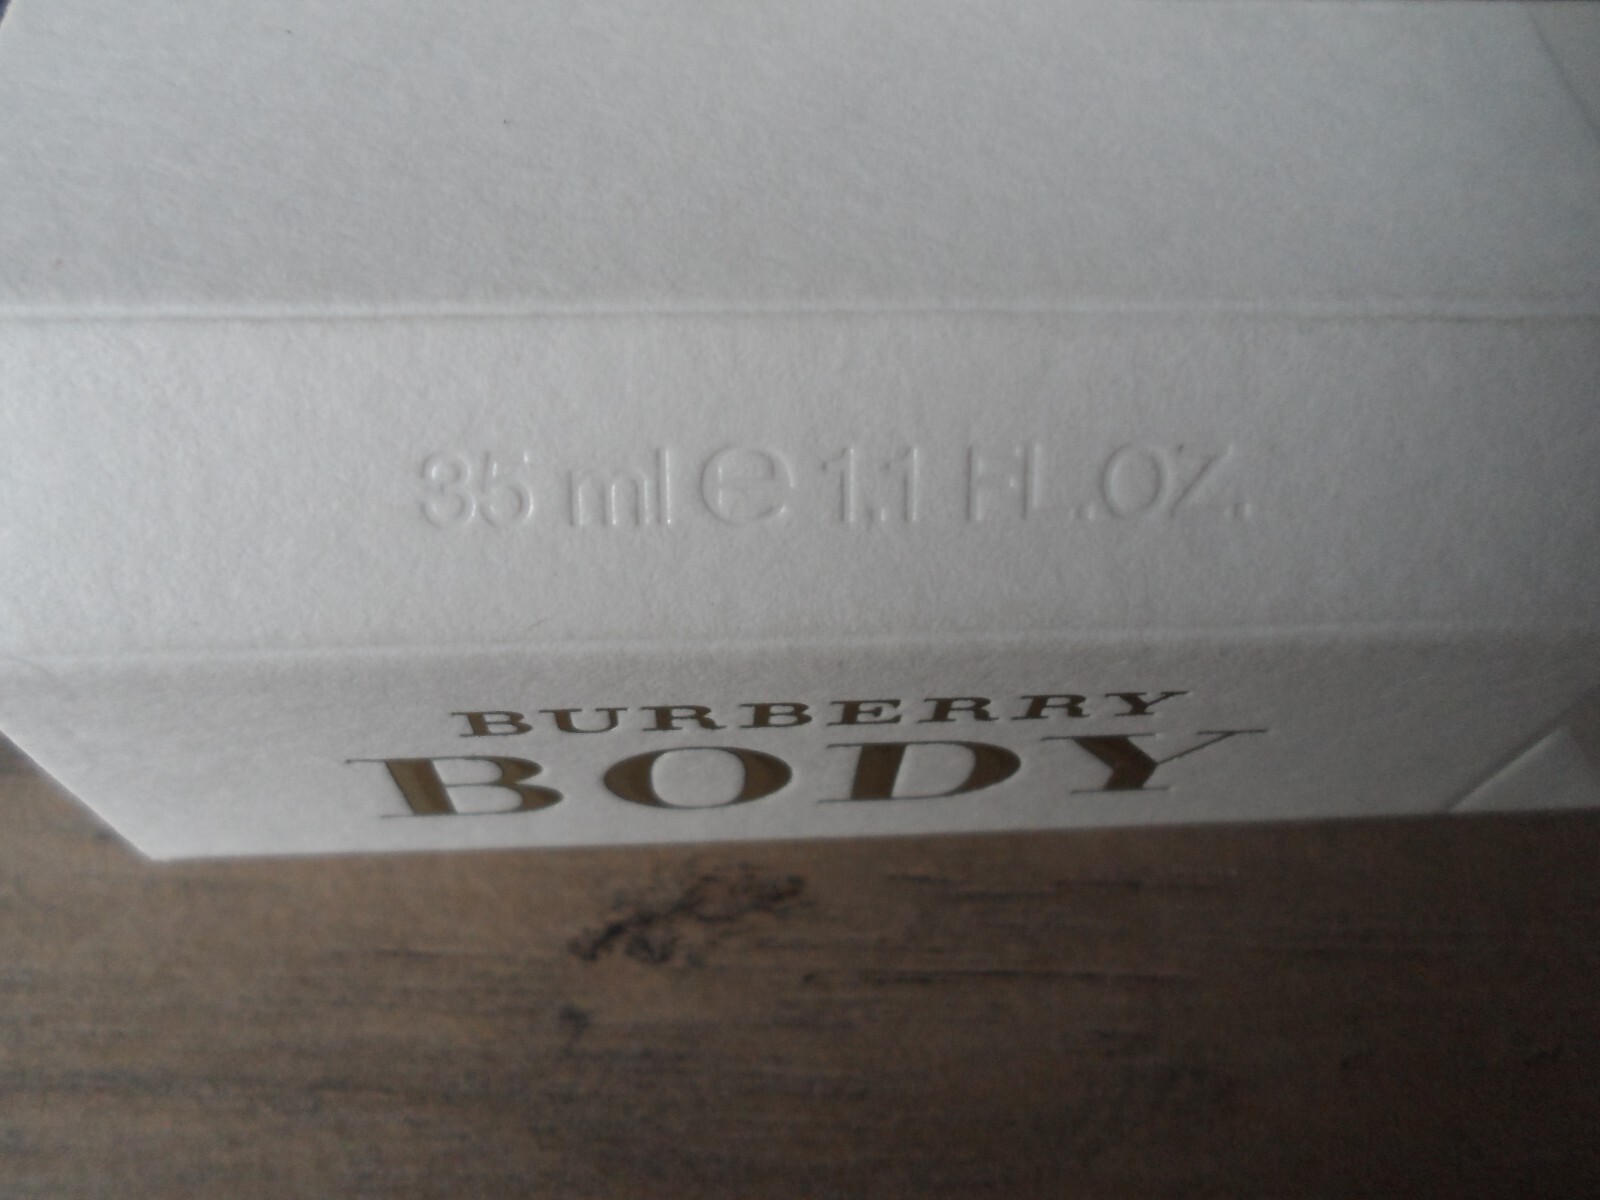 35 ml ℮ 1.1 FL.OZ.
BURBERRY
BODY